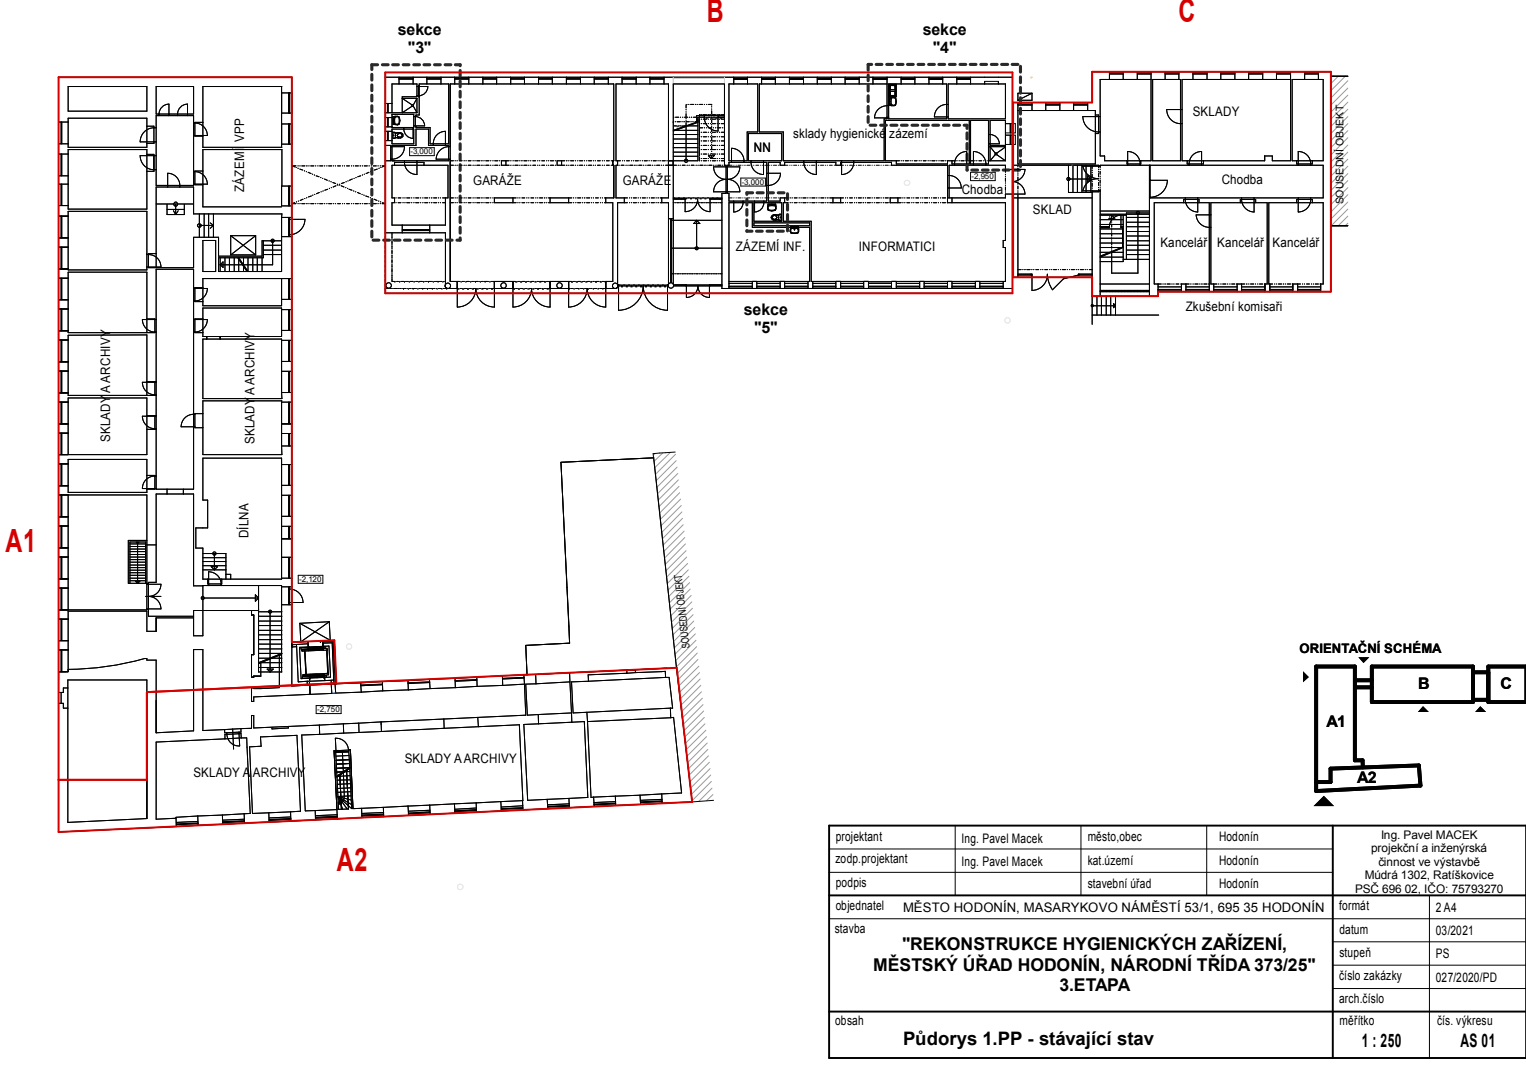 B
C
sekce
"3"
sekce
"4"
ZÁZEMÍ VPP
GARÁŽE
GARÁŽE
sklady hygienické zázemí
NN
-3,000
-3,000
-2,950
Chodba
SKLAD
SKLADY
Chodba
SOUSEDNÍ OBJEKT
ZÁZEMÍ INF.
INFORMATICI
Kancelář
Kancelář
Kancelář
Zkušební komisaři
sekce
"5"
SKLADY A ARCHIVY
SKLADY A ARCHIVY
DÍLNA
A1
-2,120
SOUSEDNÍ OBJEKT
-2,750
SKLADY A ARCHIVY
SKLADY A ARCHIVY
A2
ORIENTAČNÍ SCHÉMA
B
C
A1
A2
projektant
Ing. Pavel Macek
město,obec
Hodonín
zodp.projektant
Ing. Pavel Macek
kat.území
Hodonín
podpis
stavební úřad
Hodonín
Ing. Pavel MACEK
projekční a inženýrská
činnost ve výstavbě
Múdrá 1302, Ratíškovice
PSČ 696 02, IČO: 75793270
objednatel MĚSTO HODONÍN, MASARYKOVO NÁMĚSTÍ 53/1, 695 35 HODONÍN
formát
2 A4
stavba
"REKONSTRUKCE HYGIENICKÝCH ZAŘÍZENÍ,
MĚSTSKÝ ÚŘAD HODONÍN, NÁRODNÍ TŘÍDA 373/25"
3.ETAPA
datum
03/2021
stupeň
PS
číslo zakázky
027/2020/PD
arch.číslo
obsah
Půdorys 1.PP - stávající stav
měřítko
1 : 250
čís. výkresu
AS 01